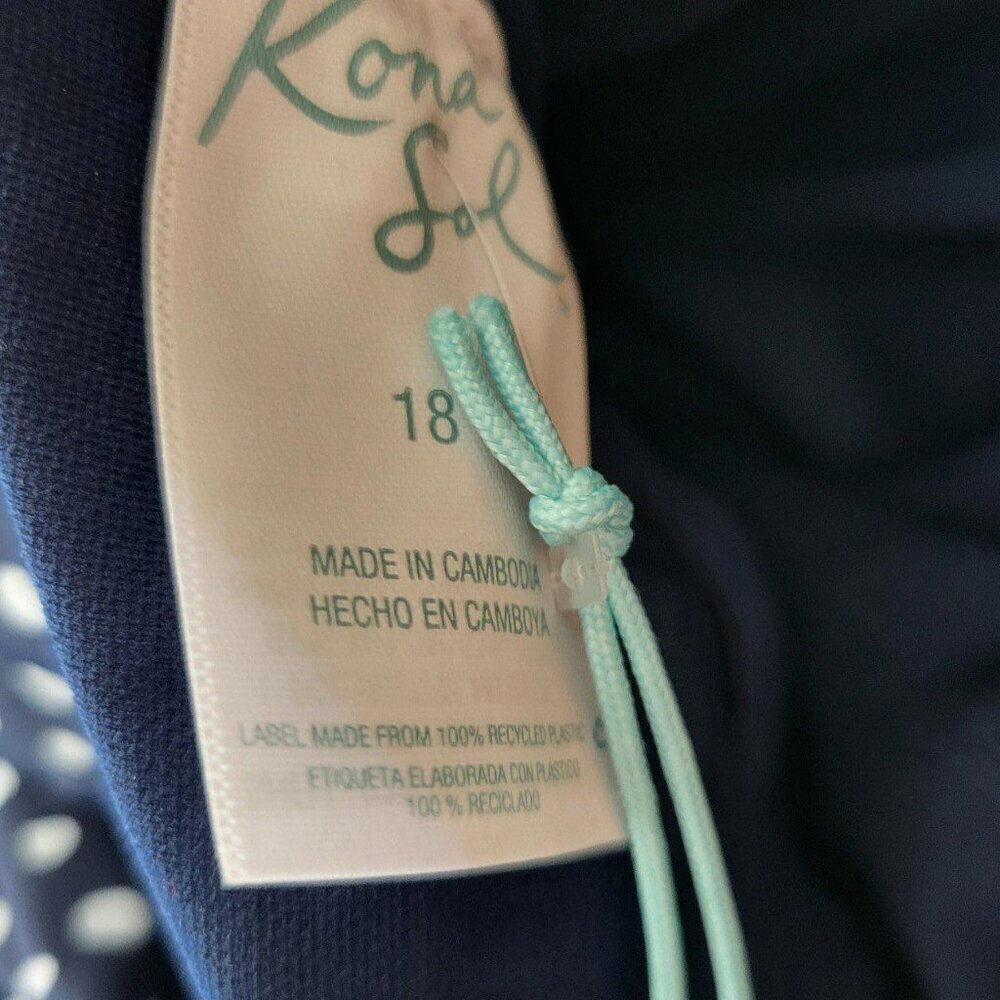 Kona
Sol
18
MADE IN CAMBODIA
HECHO EN CAMBOYA
LABEL MADE FROM 100% RECYCLED PLASTIC
ETIQUETA ELABORADA CON PLASTICO
100 % RECICLADO